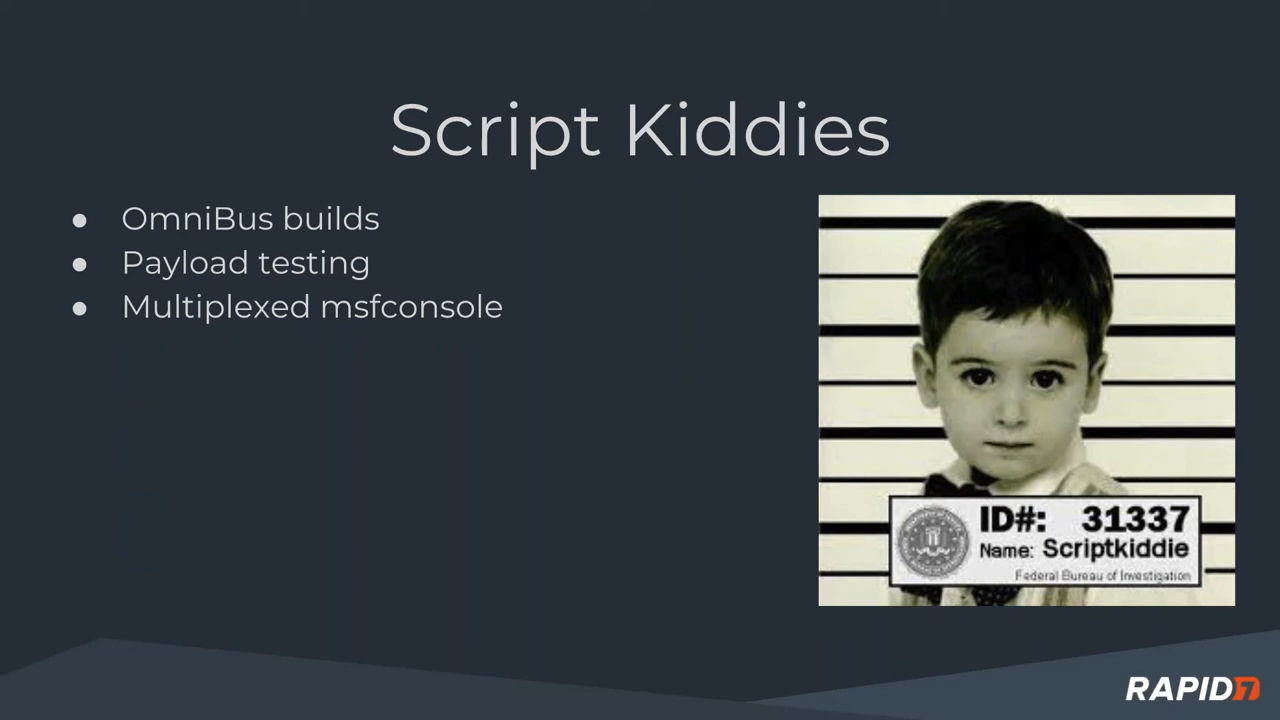 Script Kiddies
● OmniBus builds
● Payload testing
● Multiplexed msfconsole
ID#: 31337
Name: Scriptkiddie
Federal Bureau of Investigation
RAPID7